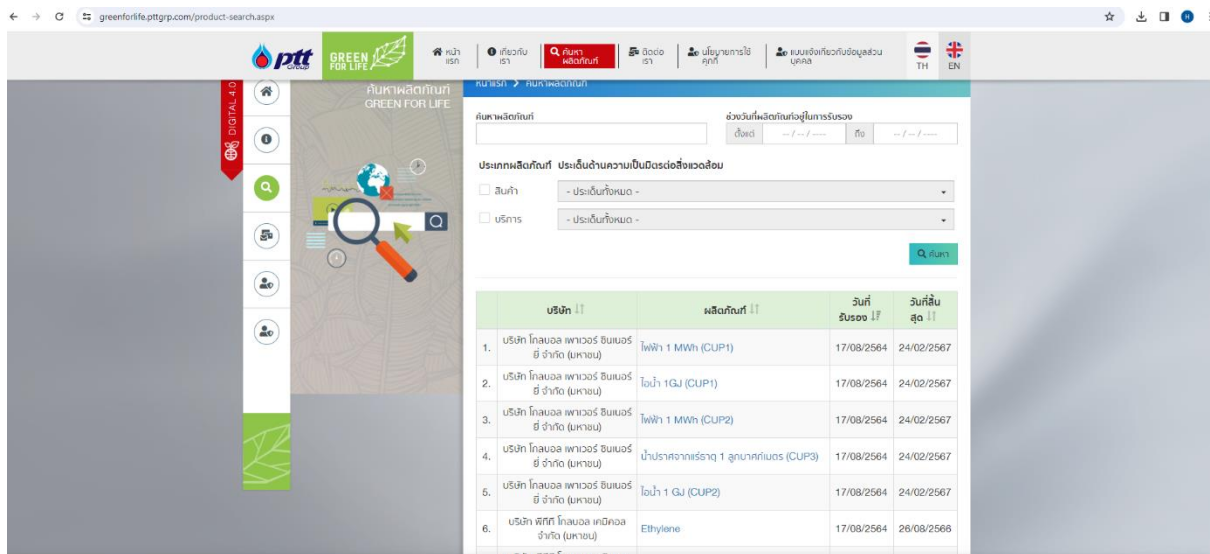 greenforlife.pttgrp.com/product-search.aspx
H
ptt
Group
GREEN
FOR LIFE
หน้า
แรก
เกี่ยวกับ
เรา
ค้นหา
ผลิตภัณฑ์
ติดต่อ
เรา
นโยบายการใช้
คุกกี้
แบบแจ้งเกี่ยวกับข้อมูลส่วน
บุคคล
TH
EN
DIGITAL 4.0
ค้นหาผลิตภัณฑ์
GREEN FOR LIFE
หน้าแรก > ค้นหาผลิตภัณฑ์
ค้นหาผลิตภัณฑ์
ช่วงวันที่ผลิตภัณฑ์อยู่ในการรับรอง
ตั้งแต่ -- / -- / ---- ถึง -- / -- / ----
ประเภทผลิตภัณฑ์ ประเด็นด้านความเป็นมิตรต่อสิ่งแวดล้อม
สินค้า - ประเด็นทั้งหมด -
บริการ - ประเด็นทั้งหมด -
ค้นหา
บริษัท ผลิตภัณฑ์ วันที่รับรอง วันที่สิ้นสุด
1. บริษัท โกลบอล เพาเวอร์ ซินเนอร์ยี่ จำกัด (มหาชน) ไฟฟ้า 1 MWh (CUP1) 17/08/2564 24/02/2567
2. บริษัท โกลบอล เพาเวอร์ ซินเนอร์ยี่ จำกัด (มหาชน) ไอน้ำ 1GJ (CUP1) 17/08/2564 24/02/2567
3. บริษัท โกลบอล เพาเวอร์ ซินเนอร์ยี่ จำกัด (มหาชน) ไฟฟ้า 1 MWh (CUP2) 17/08/2564 24/02/2567
4. บริษัท โกลบอล เพาเวอร์ ซินเนอร์ยี่ จำกัด (มหาชน) น้ำปราศจากแร่ธาตุ 1 ลูกบาศก์เมตร (CUP3) 17/08/2564 24/02/2567
5. บริษัท โกลบอล เพาเวอร์ ซินเนอร์ยี่ จำกัด (มหาชน) ไอน้ำ 1 GJ (CUP2) 17/08/2564 24/02/2567
6. บริษัท พีทีที โกลบอล เคมิคอล จำกัด (มหาชน) Ethylene 17/08/2564 26/08/2566